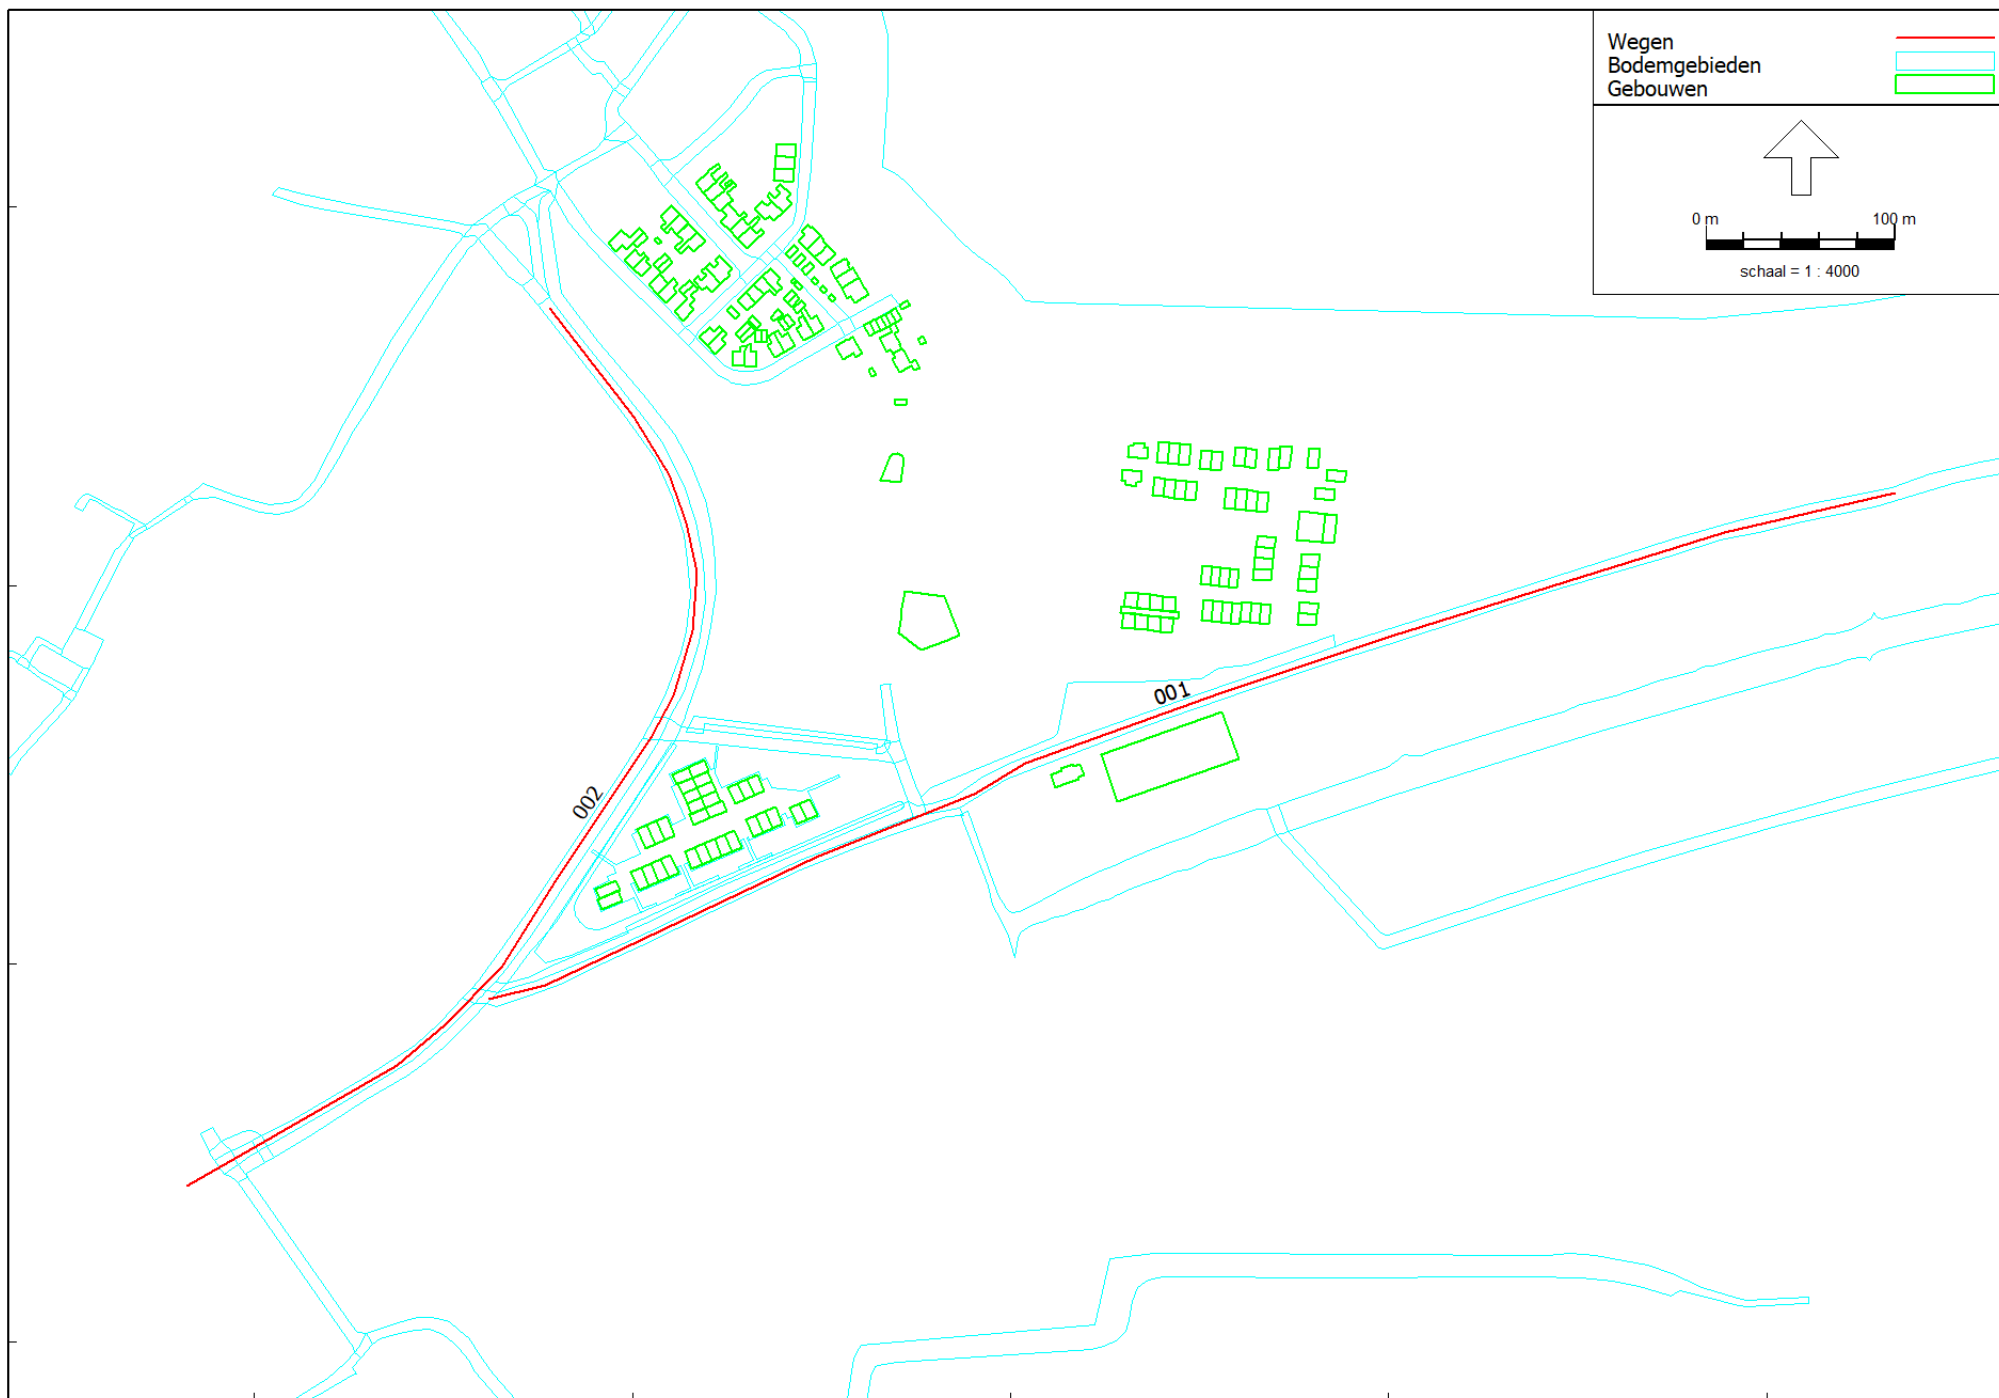 Wegen
Bodemgebieden
Gebouwen
0 m 100 m
schaal = 1 : 4000
001
002